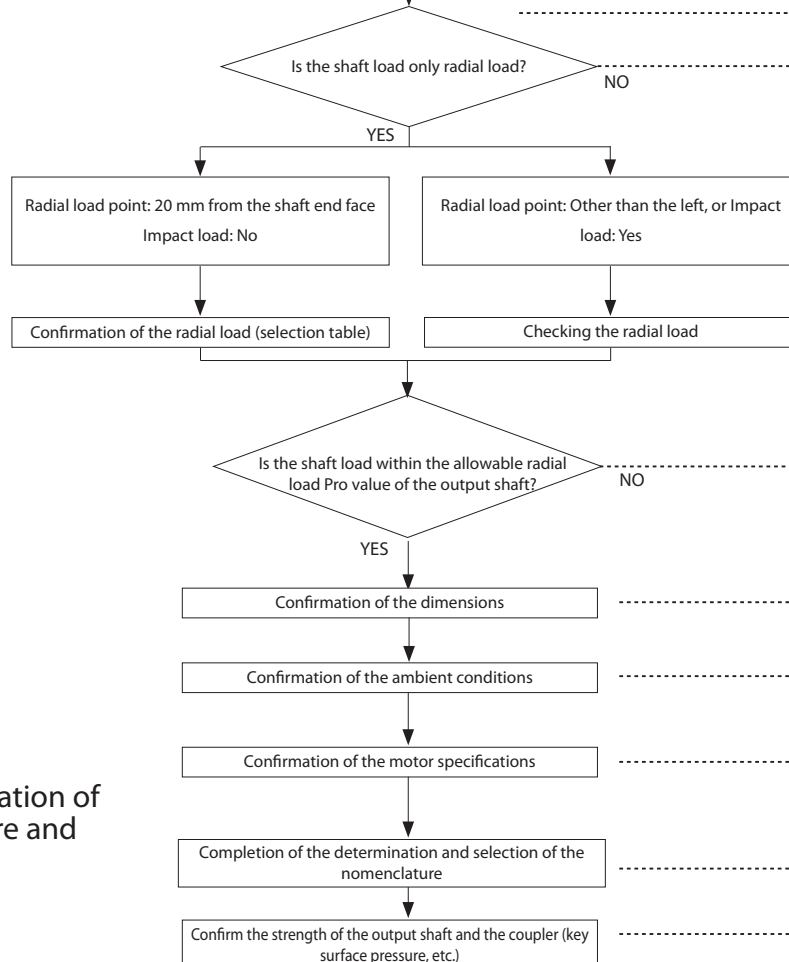 Is the shaft load only radial load?
NO
YES
Radial load point: 20 mm from the shaft end face
Impact load: No
Radial load point: Other than the left, or Impact
load: Yes
Confirmation of the radial load (selection table)
Checking the radial load
Is the shaft load within the allowable radial
load Pro value of the output shaft?
NO
YES
Confirmation of the dimensions
Confirmation of the ambient conditions
Confirmation of the motor specifications
ation of
re and
Completion of the determination and selection of the
nomenclature
Confirm the strength of the output shaft and the coupler (key
surface pressure, etc.)